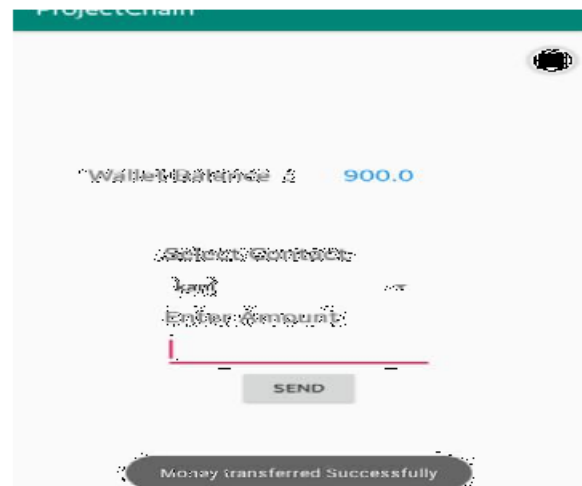 ProjectChain
Wallet Balance : 900.0
Select Contact
Enter Amount
SEND
Money transferred Successfully